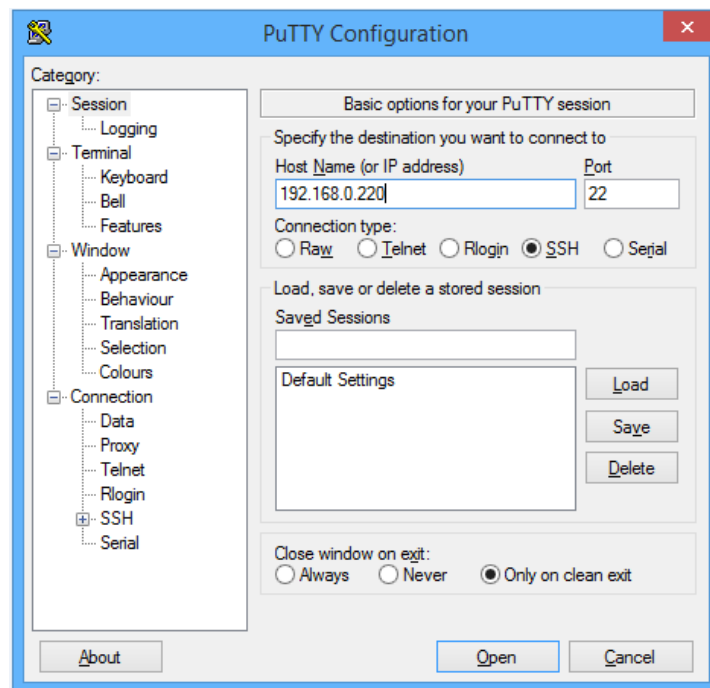 PuTTY Configuration
Category:
Session
Logging
Terminal
Keyboard
Bell
Features
Window
Appearance
Behaviour
Translation
Selection
Colours
Connection
Data
Proxy
Telnet
Rlogin
SSH
Serial
Basic options for your PuTTY session
Specify the destination you want to connect to
Host Name (or IP address) Port
192.168.0.220 22
Connection type:
Raw Telnet Rlogin SSH Serial
Load, save or delete a stored session
Saved Sessions
Default Settings
Load
Save
Delete
Close window on exit:
Always Never Only on clean exit
About Open Cancel